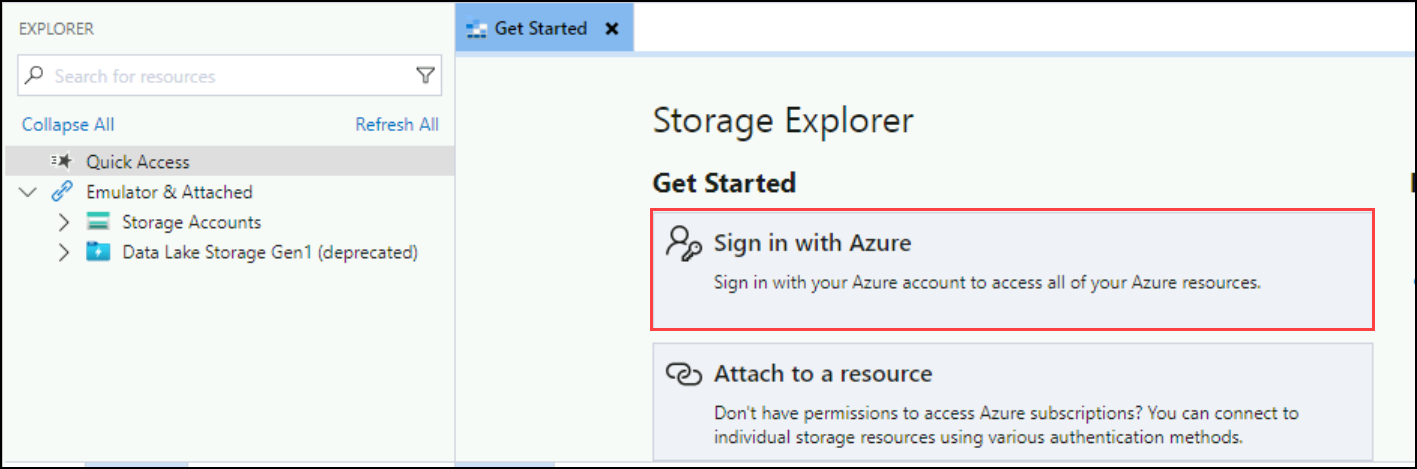 EXPLORER
Search for resources
Collapse All
Refresh All
Quick Access
Emulator & Attached
Storage Accounts
Data Lake Storage Gen1 (deprecated)
Get Started
Storage Explorer
Get Started
Sign in with Azure
Sign in with your Azure account to access all of your Azure resources.
Attach to a resource
Don't have permissions to access Azure subscriptions? You can connect to
individual storage resources using various authentication methods.